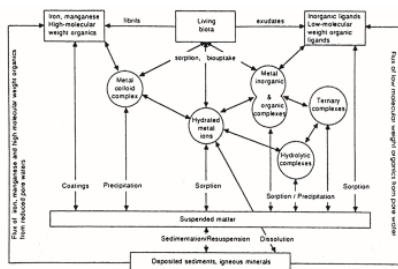 Iron, manganese
High-molecular
weight organics
fibrils
Living
biota
exudates
Inorganic ligands
Low-molecular
weight organic
ligands
sorption, biouptake
Metal
colloid
complex
Metal
inorganic
& 
organic complexes
Ternary
complexes
Hydrated
metal
ions
Hydrolytic
complexes
Coatings
Precipitation
Sorption
Sorption / Precipitation
Sorption
Suspended matter
Sedimentation/Resuspension
Dissolution
Deposited sediments, igneous minerals
Flux of iron, manganese and high molecular weight organics
from reduced pore waters
Flux of low molecular weight organics from pore water